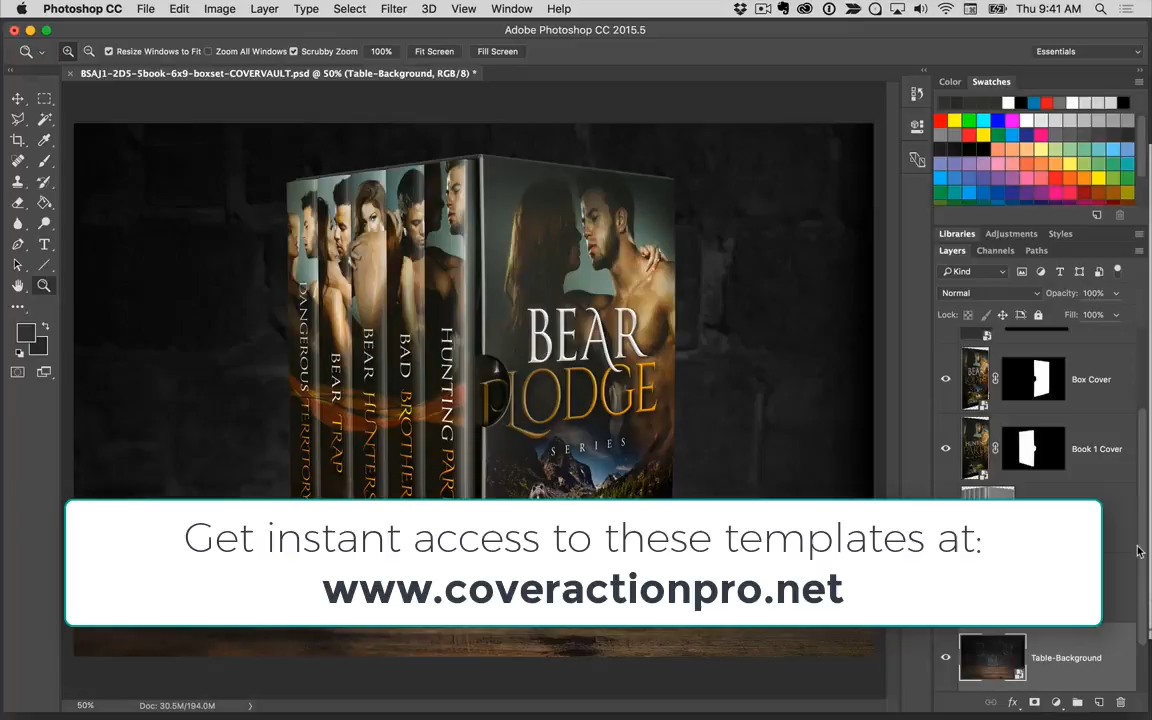 Photoshop CC File Edit Image Layer Type Select Filter 3D View Window Help Thu 9:41 AM
Adobe Photoshop CC 2015.5
Resize Windows to Fit Zoom All Windows Scrubby Zoom 100% Fit Screen Fill Screen Essentials
× BSAJ1-2D5-5book-6x9-boxset-COVERVAULT.psd @ 50% (Table-Background, RGB/8) *
Color Swatches
Libraries Adjustments Styles
Layers Channels Paths
Kind
Normal Opacity: 100%
Lock: Fill: 100%
DANGEROUS TERRITORY
BEAR TRAP
BEAR HUNTERS
BAD BROTHER
HUNTING PAR
BEAR
LODGE
SERIES
Box Cover
Book 1 Cover
Get instant access to these templates at:
www.coveractionpro.net
Table-Background
50% Doc: 30.5M/194.0M
fx